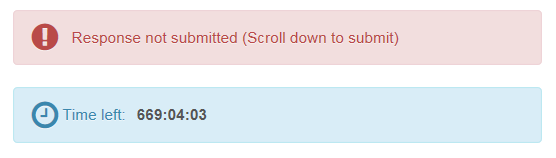 Response not submitted (Scroll down to submit)
Time left: 669:04:03